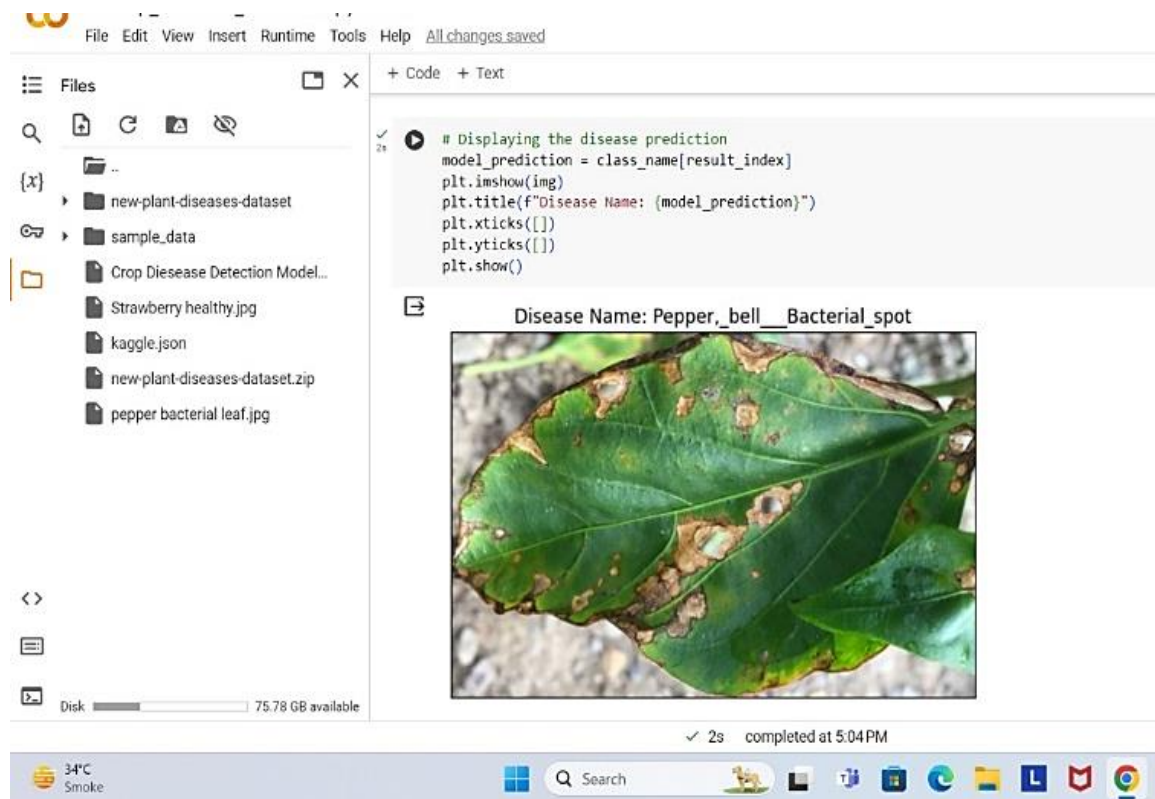 File Edit View Insert Runtime Tools Help All changes saved
Files
+ Code + Text
..
new-plant-diseases-dataset
sample_data
Crop Diesease Detection Model...
Strawberry healthy.jpg
kaggle.json
new-plant-diseases-dataset.zip
pepper bacterial leaf.jpg
{x}
<>
Disk 75.78 GB available
2s
# Displaying the disease prediction
model_prediction = class_name[result_index]
plt.imshow(img)
plt.title(f"Disease Name: {model_prediction}")
plt.xticks([])
plt.yticks([])
plt.show()
Disease Name: Pepper,_bell___Bacterial_spot
✓ 2s completed at 5:04 PM
34°C
Smoke
Search
L